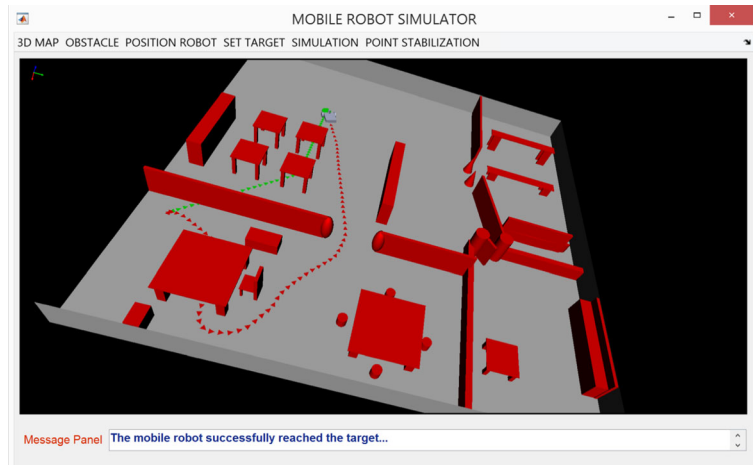 MOBILE ROBOT SIMULATOR
3D MAP OBSTACLE POSITION ROBOT SET TARGET SIMULATION POINT STABILIZATION
Message Panel The mobile robot successfully reached the target...